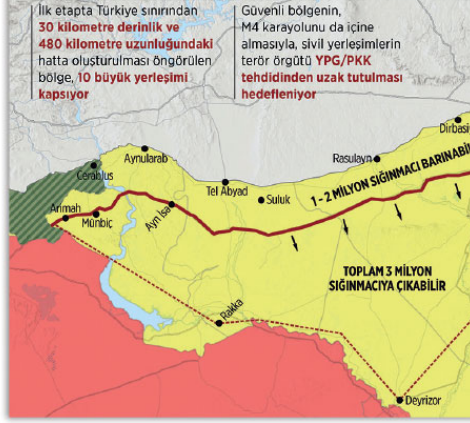 İlk etapta Türkiye sınırından
30 kilometre derinlik ve
480 kilometre uzunluğundaki
hatta oluşturulması öngörülen
bölge, 10 büyük yerleşimi
kapsıyor
Güvenli bölgenin,
M4 karayolunu da içine
almasıyla, sivil yerleşimlerin
terör örgütü YPG/PKK
tehdidinden uzak tutulması
hedefleniyor
Dirbasi
Aynularab
Rasulayn
Cerablus
Tel Abyad
Suluk
1 - 2 MİLYON SIĞINMACI BARINABİL
Arimah
Münbiç
Ayn İsa
TOPLAM 3 MİLYON
SIĞINMACIYA ÇIKABİLİR
Rakka
Deyrizor